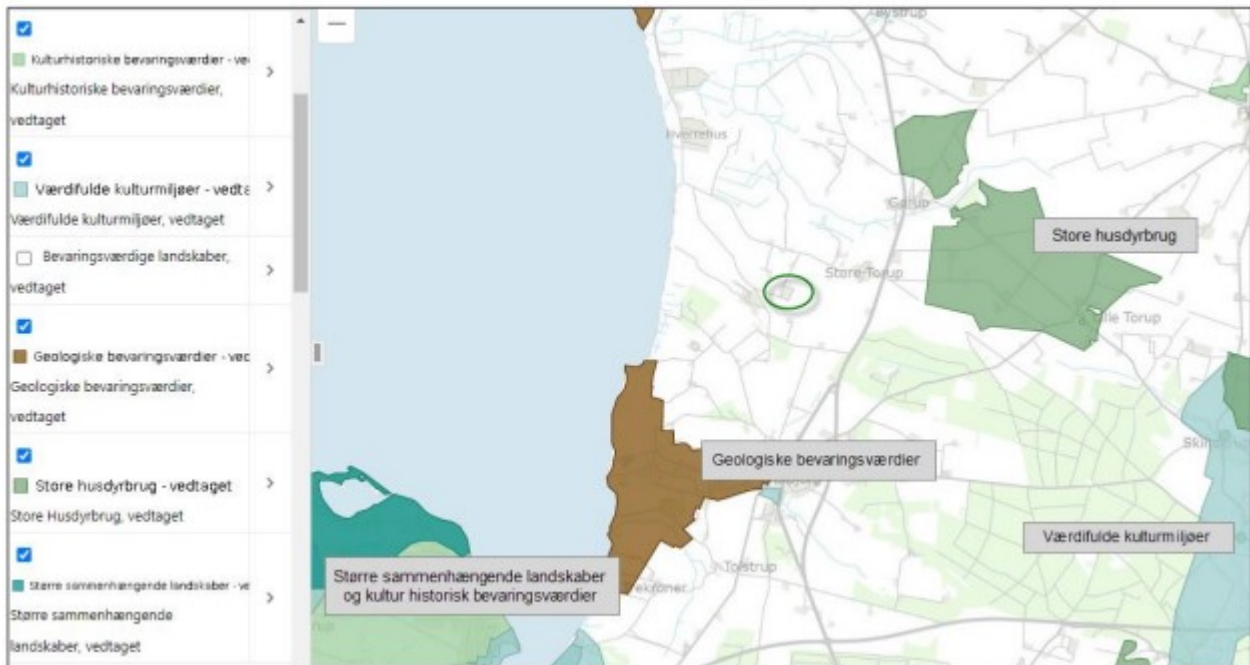 Kulturhistoriske bevaringsværdier - ve
Kulturhistoriske bevaringsværdier,
vedtaget
Værdifulde kulturmiljøer - vedta
Værdifulde kulturmiljøer, vedtaget
Bevaringsværdige landskaber,
vedtaget
Geologiske bevaringsværdier - ved
Geologiske bevaringsværdier,
vedtaget
Store husdyrbrug - vedtaget
Store Husdyrbrug, vedtaget
Større sammenhængende landskaber - ve
Større sammenhængende
landskaber, vedtaget
Bystrup
Gørup
Store husdyrbrug
Store-Torup
Geologiske bevaringsværdier
Værdifulde kulturmiljøer
Tolstrup
Større sammenhængende landskaber
og kultur historisk bevaringsværdier